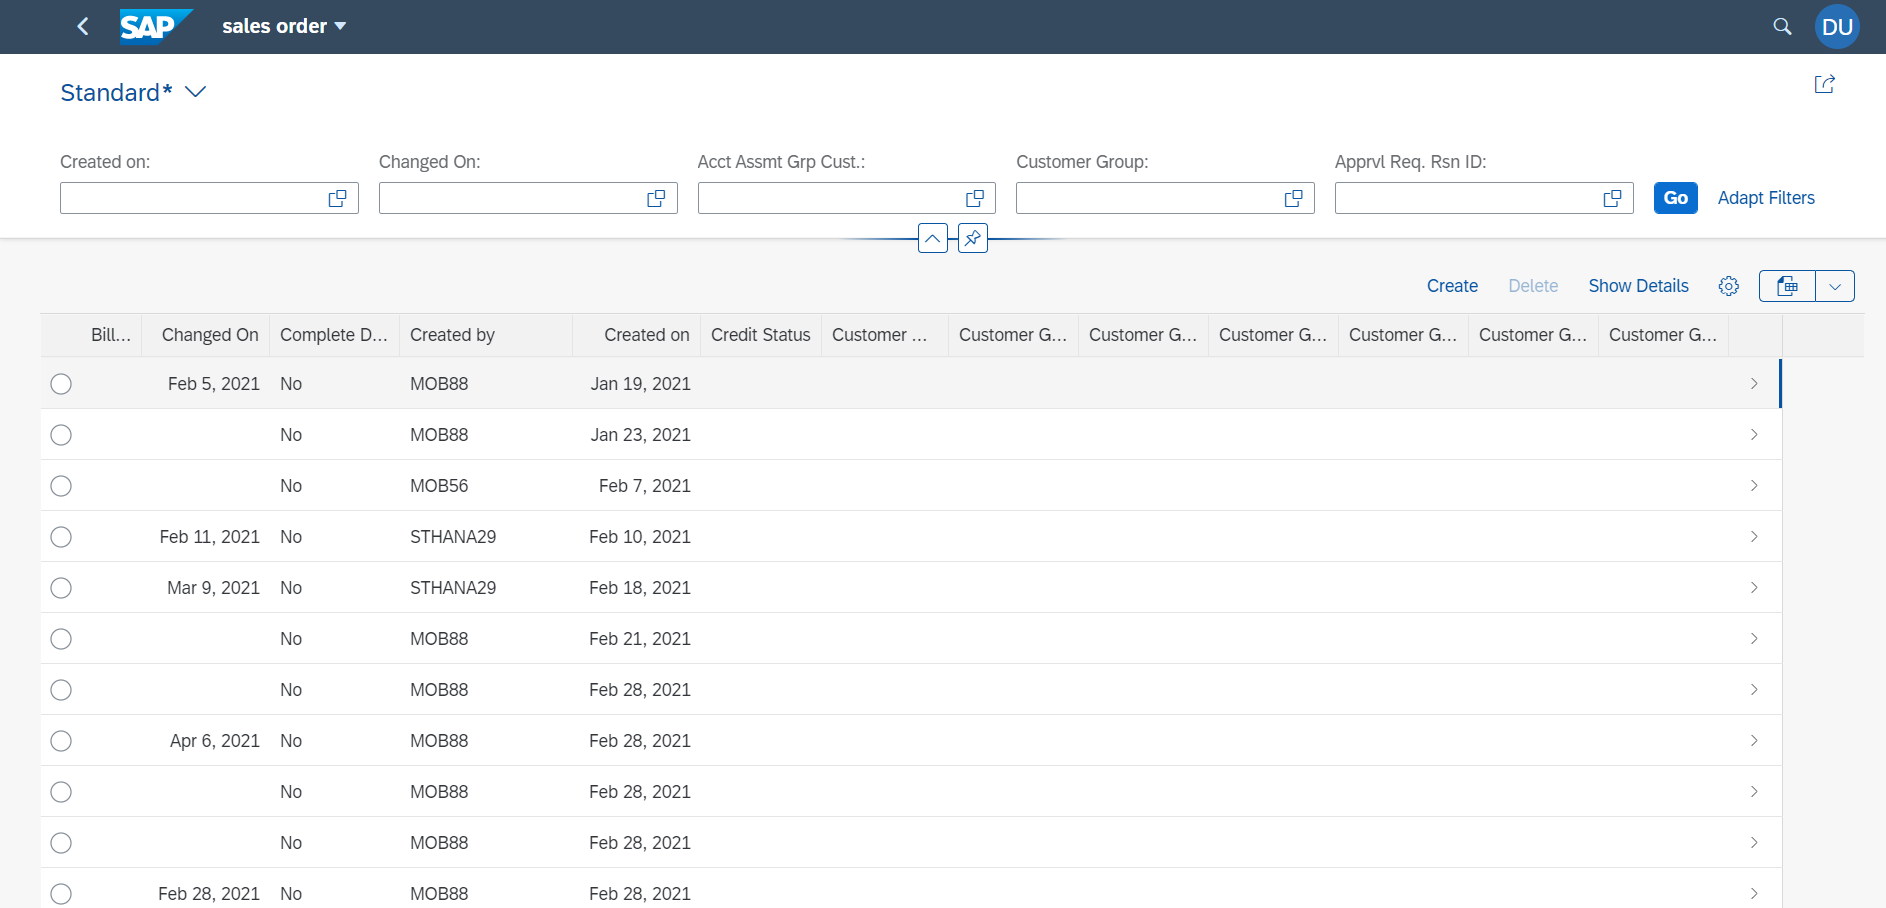 SAP sales order DU
Standard*
Created on: Changed On: Acct Assmt Grp Cust.: Customer Group: Apprvl Req. Rsn ID:
Go Adapt Filters
Create Delete Show Details
Bill... Changed On Complete D... Created by Created on Credit Status Customer ... Customer G... Customer G... Customer G... Customer G... Customer G... Customer G...
Feb 5, 2021 No MOB88 Jan 19, 2021
No MOB88 Jan 23, 2021
No MOB56 Feb 7, 2021
Feb 11, 2021 No STHANA29 Feb 10, 2021
Mar 9, 2021 No STHANA29 Feb 18, 2021
No MOB88 Feb 21, 2021
No MOB88 Feb 28, 2021
Apr 6, 2021 No MOB88 Feb 28, 2021
No MOB88 Feb 28, 2021
No MOB88 Feb 28, 2021
Feb 28, 2021 No MOB88 Feb 28, 2021